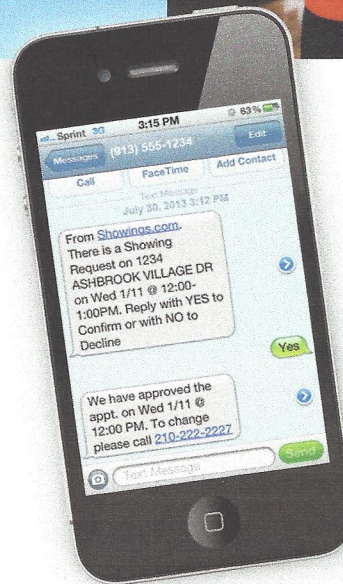 Sprint 3G 3:15 PM 83%
Messages (913) 555-1234 Edit
Call FaceTime Add Contact
Text Message
July 30, 2013 3:12 PM
From Showings.com.
There is a Showing
Request on 1234
ASHBROOK VILLAGE DR
on Wed 1/11 @ 12:00-
1:00PM. Reply with YES to
Confirm or with NO to
Decline
Yes
We have approved the
appt. on Wed 1/11 @
12:00 PM. To change
please call 210-222-2227
Text Message Send